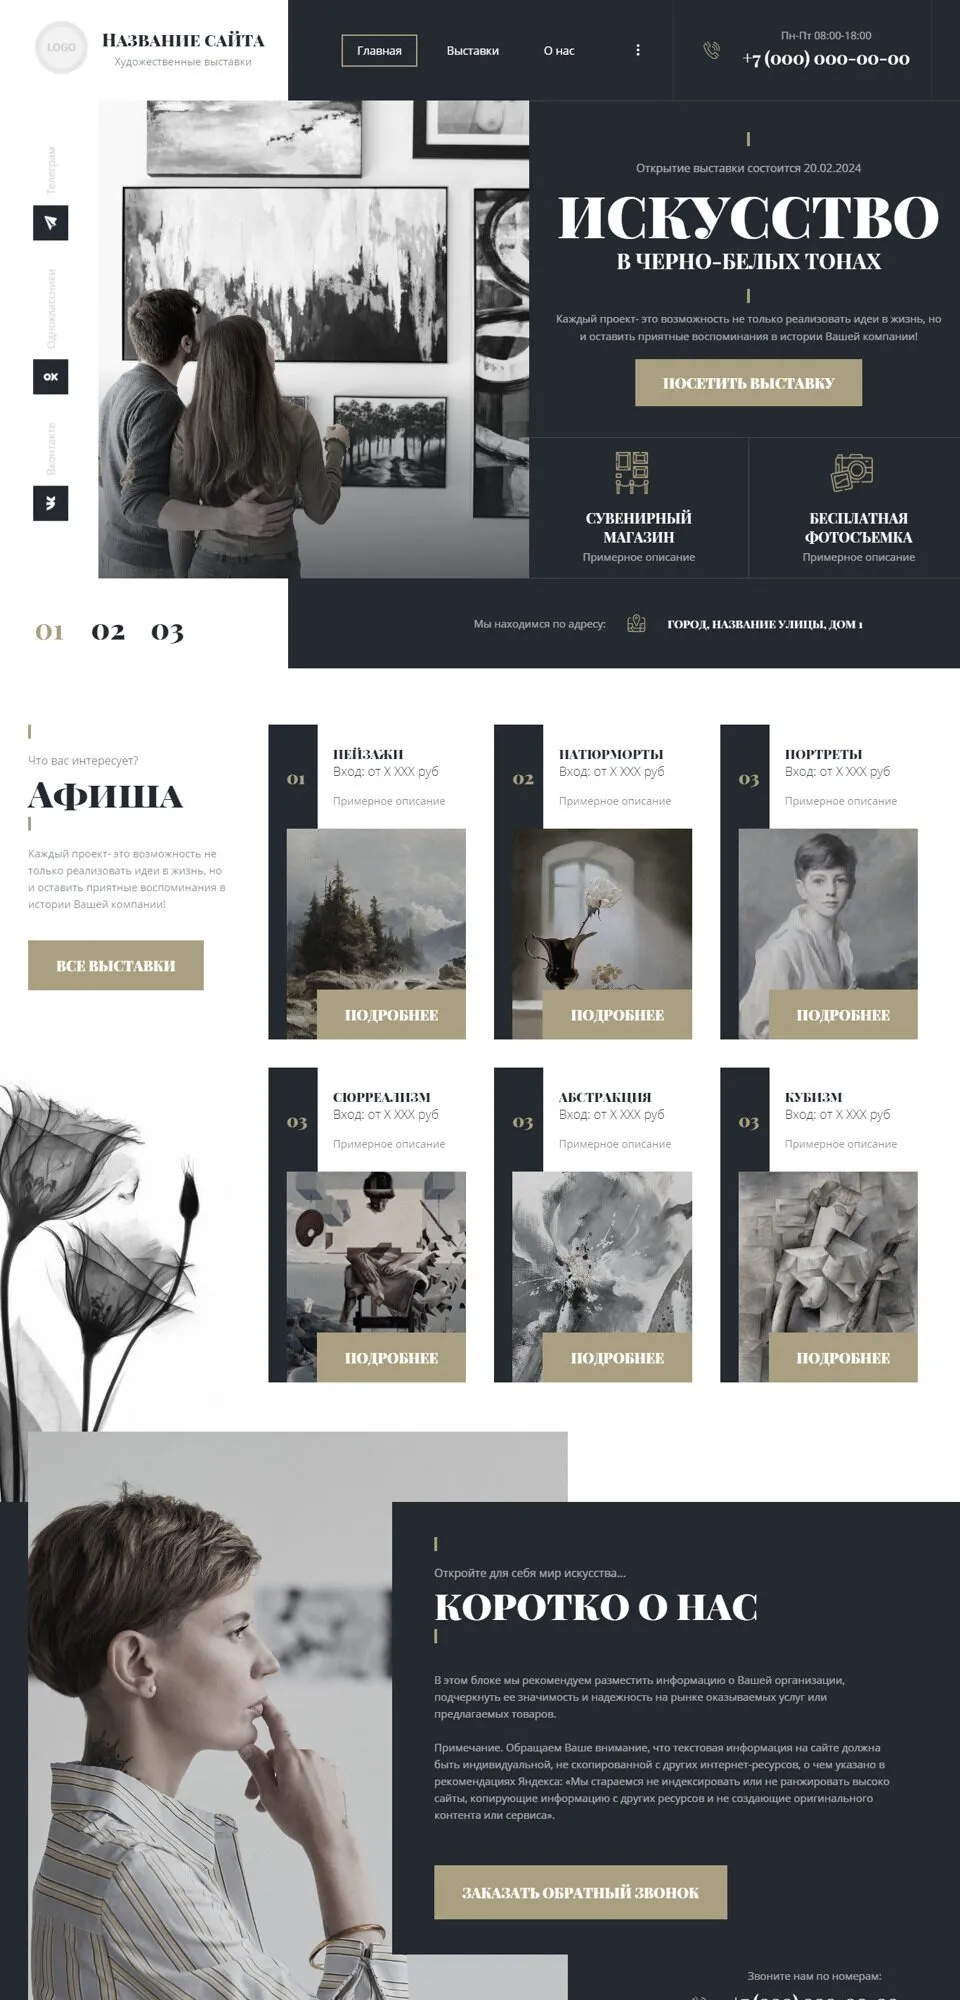 LOGO
Название сайта
Художественные выставки
Главная
Выставки
О нас
Пн-Пт 08:00-18:00
+7 (000) 000-00-00
Телеграм
Одноклассники
Вконтакте
Открытие выставки состоится 20.02.2024
ИСКУССТВО
В ЧЕРНО-БЕЛЫХ ТОНАХ
Каждый проект- это возможность не только реализовать идеи в жизнь, но
и оставить приятные воспоминания в истории Вашей компании!
ПОСЕТИТЬ ВЫСТАВКУ
СУВЕНИРНЫЙ
МАГАЗИН
Примерное описание
БЕСПЛАТНАЯ
ФОТОСЪЕМКА
Примерное описание
01 02 03
Мы находимся по адресу:
ГОРОД, НАЗВАНИЕ УЛИЦЫ, ДОМ 1
Что вас интересует?
АФИША
Каждый проект- это возможность не
только реализовать идеи в жизнь, но
и оставить приятные воспоминания в
истории Вашей компании!
ВСЕ ВЫСТАВКИ
01
ПЕЙЗАЖИ
Вход: от Х ХХХ руб
Примерное описание
ПОДРОБНЕЕ
02
НАТЮРМОРТЫ
Вход: от Х ХХХ руб
Примерное описание
ПОДРОБНЕЕ
03
ПОРТРЕТЫ
Вход: от Х ХХХ руб
Примерное описание
ПОДРОБНЕЕ
03
СЮРРЕАЛИЗМ
Вход: от Х ХХХ руб
Примерное описание
ПОДРОБНЕЕ
03
АБСТРАКЦИЯ
Вход: от Х ХХХ руб
Примерное описание
ПОДРОБНЕЕ
03
КУБИЗМ
Вход: от Х ХХХ руб
Примерное описание
ПОДРОБНЕЕ
Откройте для себя мир искусства...
КОРОТКО О НАС
В этом блоке мы рекомендуем разместить информацию о Вашей организации,
подчеркнуть ее значимость и надежность на рынке оказываемых услуг или
предлагаемых товаров.
Примечание. Обращаем Ваше внимание, что текстовая информация на сайте должна
быть индивидуальной, не скопированной с других интернет-ресурсов, о чем указано в
рекомендациях Яндекса: «Мы стараемся не индексировать или не ранжировать высоко
сайты, копирующие информацию с других ресурсов и не создающие оригинального
контента или сервиса».
ЗАКАЗАТЬ ОБРАТНЫЙ ЗВОНОК
Звоните нам по номерам: